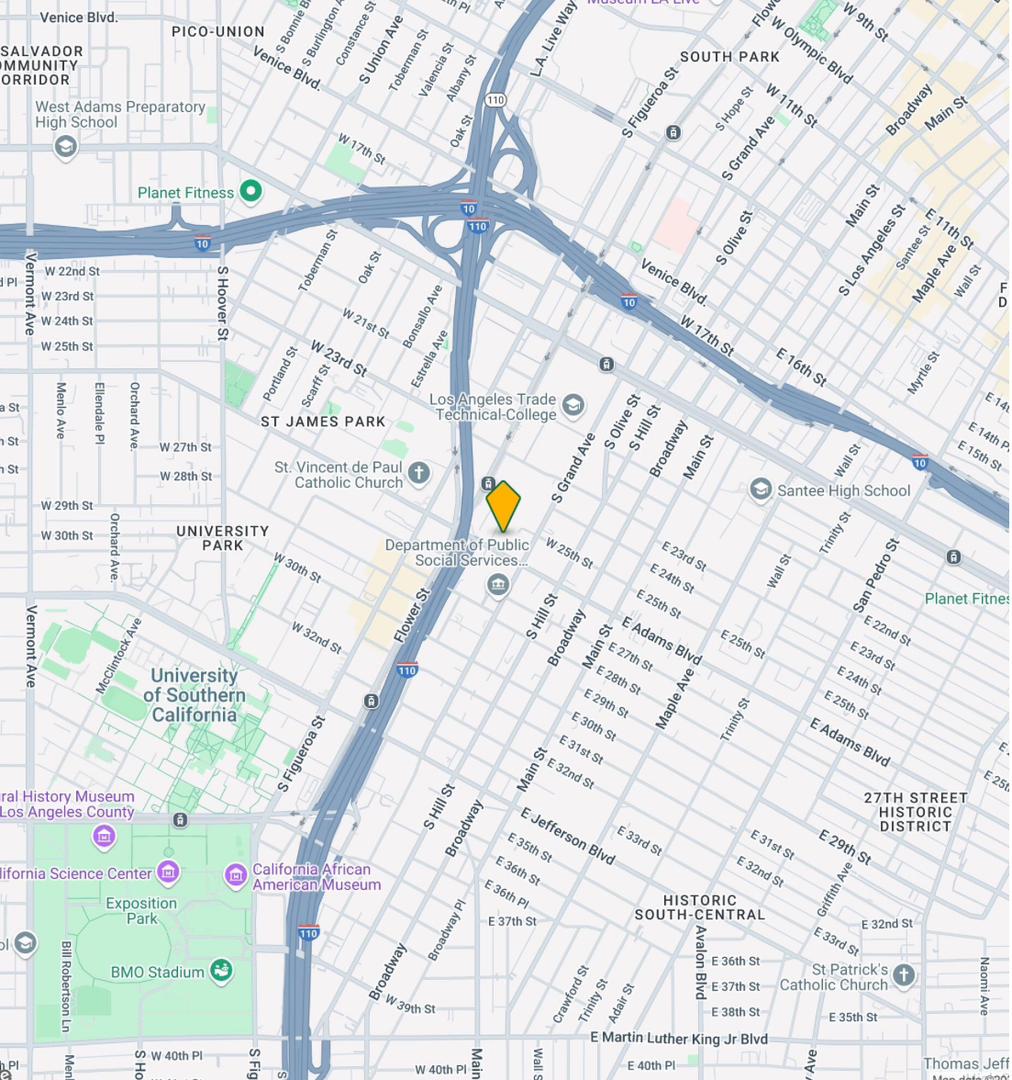 Venice Blvd.
PICO-UNION
S Bonnie B
S Burlington A
Constance St
S Union Ave
Toberman St
Valencia St
Albany St
L.A. Live Way
Museum LA Live
SOUTH PARK
W Olympic Blvd
W 9th St
Flow
SALVADOR
OMMUNITY
ORRIDOR
Venice Blvd.
110
Oak St
S Figueroa St
S Hope St
W 11th St
Broadway
Main St
West Adams Preparatory
High School
W 17th St
S Grand Ave
Planet Fitness
10
110
10
S Olive St
Main St
S Los Angeles St
E 11th St
Santee St
Maple Ave
Wall St
F
D
Vermont Ave
W 22nd St
d Pl
W 23rd St
W 24th St
W 25th St
S Hoover St
Toberman St
Oak St
Bonsallo Ave
Estrella Ave
W 21st St
W 23rd St
Venice Blvd.
10
W 17th St
E 16th St
Myrtle St
E 14th
E 14th P
E 15th St
Portland St
Scarff St
a St
Menlo Ave
Ellendale Pl
Orchard Ave.
ST JAMES PARK
Los Angeles Trade
Technical-College
S Olive St
S Hill St
Broadway
Main St
h St
W 27th St
W 28th St
St. Vincent de Paul
Catholic Church
S Grand Ave
Wall St
10
Santee High School
W 29th St
W 30th St
Orchard Ave.
UNIVERSITY
PARK
Department of Public
Social Services...
W 25th St
E 23rd St
E 24th St
E 25th St
Wall St
Trinity St
San Pedro St
Planet Fitnes
W 30th St
W 32nd St
Flower St
S Hill St
Broadway
Main St
E Adams Blvd
E 25th St
E 22nd St
E 23rd St
E 24th St
E 25th St
Vermont Ave
McClintock Ave
University
of Southern
California
110
E 27th St
E 28th St
E 29th St
E 30th St
E 31st St
E 32nd St
Maple Ave
Trinity St
E Adams Blvd
E
E 25t
S Figueroa St
Main St
ral History Museum
Los Angeles County
S Hill St
Broadway
E Jefferson Blvd
27TH STREET
HISTORIC
DISTRICT
E 33rd St
E 31st St
E 32nd St
E 29th St
Griffith Ave
E 35th St
E 36th St
E 36th Pl
E 37th St
lifornia Science Center
California African
American Museum
Exposition
Park
HISTORIC
SOUTH-CENTRAL
E 32nd St
E 33rd St
110
ol
Bill Robertson Ln
BMO Stadium
Broadway Pl
Broadway
Avalon Blvd
E 36th St
E 37th St
E 38th St
St Patrick's
Catholic Church
E 35th St
Naomi Ave
W 39th St
Crawford St
Trinity St
Adair St
E Martin Luther King Jr Blvd
h Pl
W 40th Pl
S Ho
S Fig
Menl
W 40th Pl
Main
Wall S
E 40th Pl
y Ave
Thomas Jeff